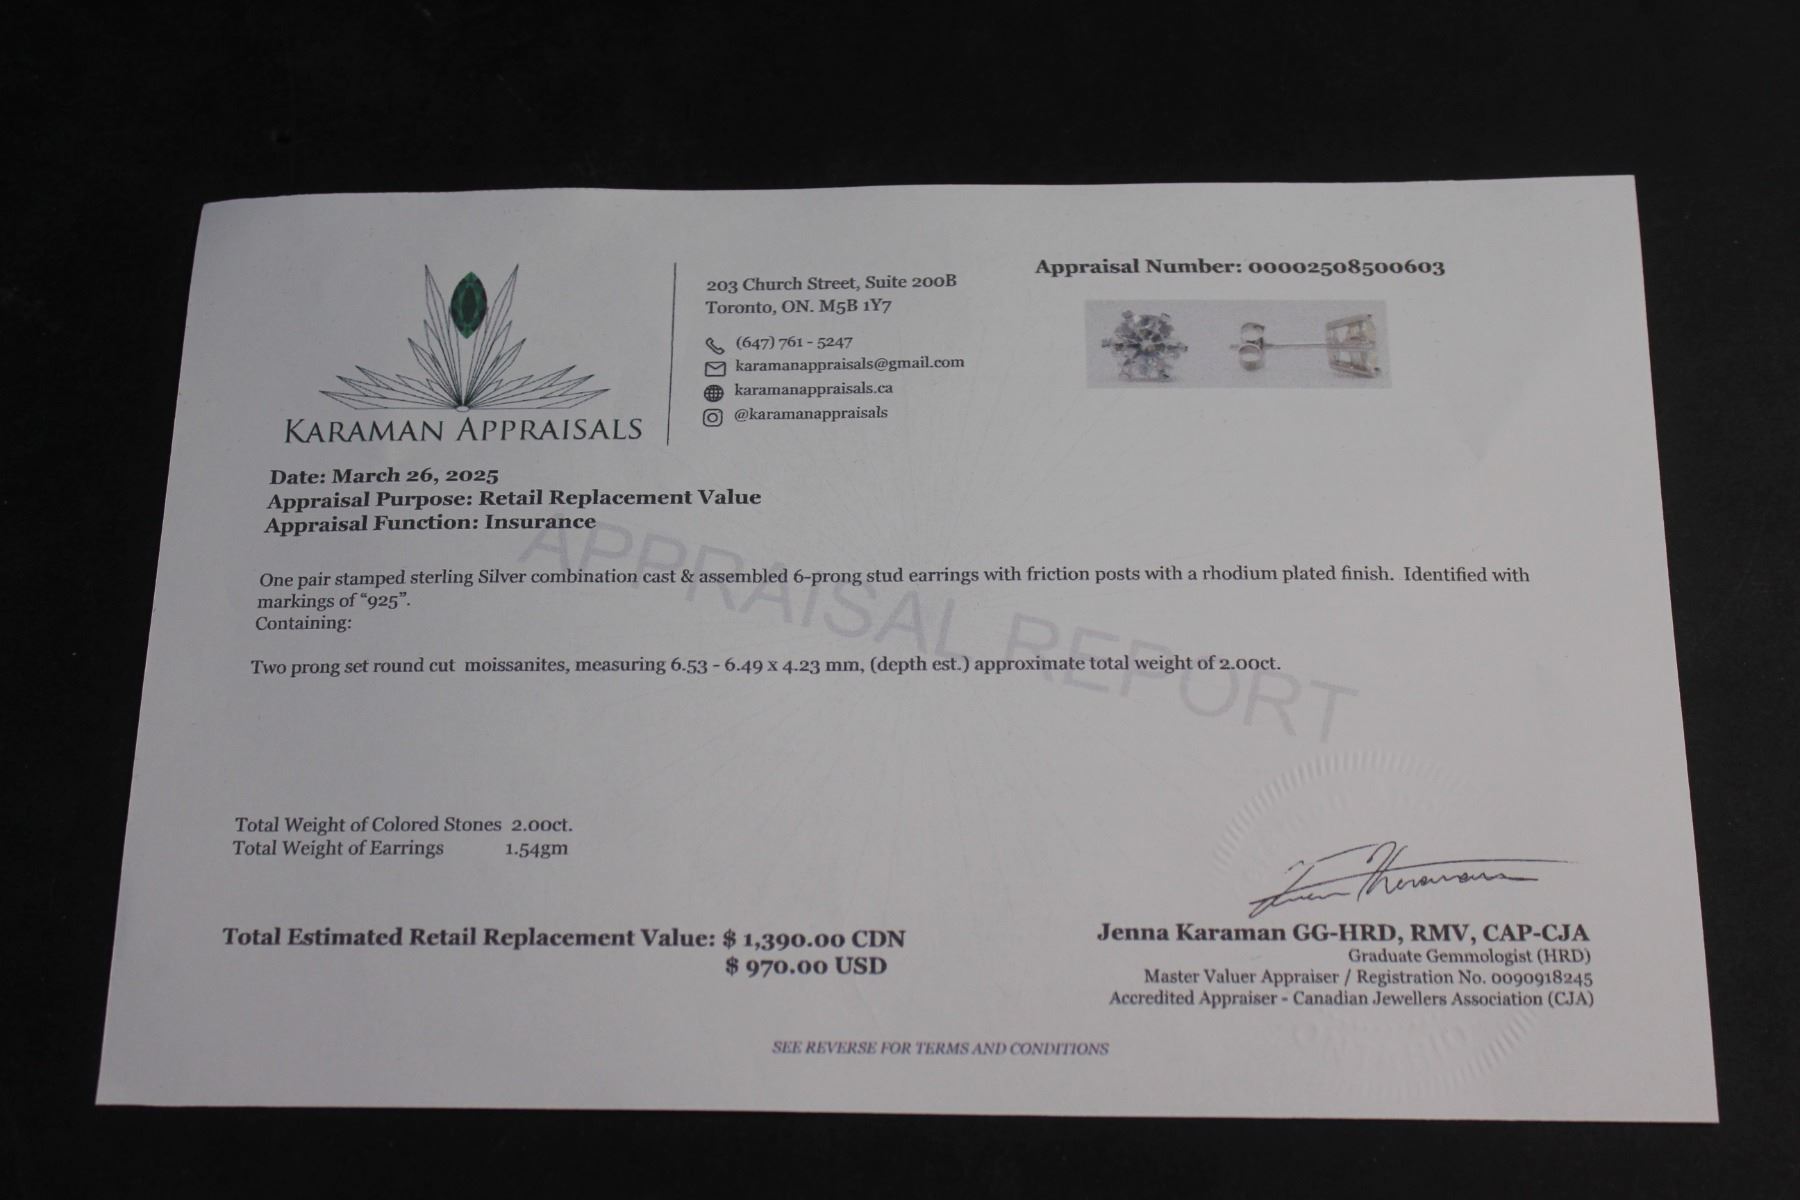 203 Church Street, Suite 200B
Toronto, ON. M5B 1Y7
(647) 761 - 5247
karamanappraisals@gmail.com
karamanappraisals.ca
@karamanappraisals
KARAMAN APPRAISALS
Appraisal Number: 00002508500603
Date: March 26, 2025
Appraisal Purpose: Retail Replacement Value
Appraisal Function: Insurance
APPRAISAL REPORT
One pair stamped sterling Silver combination cast & assembled 6-prong stud earrings with friction posts with a rhodium plated finish. Identified with
markings of “925”.
Containing:
Two prong set round cut moissanites, measuring 6.53 - 6.49 x 4.23 mm, (depth est.) approximate total weight of 2.00ct.
Total Weight of Colored Stones 2.00ct.
Total Weight of Earrings 1.54gm
Total Estimated Retail Replacement Value: $ 1,390.00 CDN
$ 970.00 USD
Jenna Karaman GG-HRD, RMV, CAP-CJA
Graduate Gemmologist (HRD)
Master Valuer Appraiser / Registration No. 0090918245
Accredited Appraiser - Canadian Jewellers Association (CJA)
SEE REVERSE FOR TERMS AND CONDITIONS